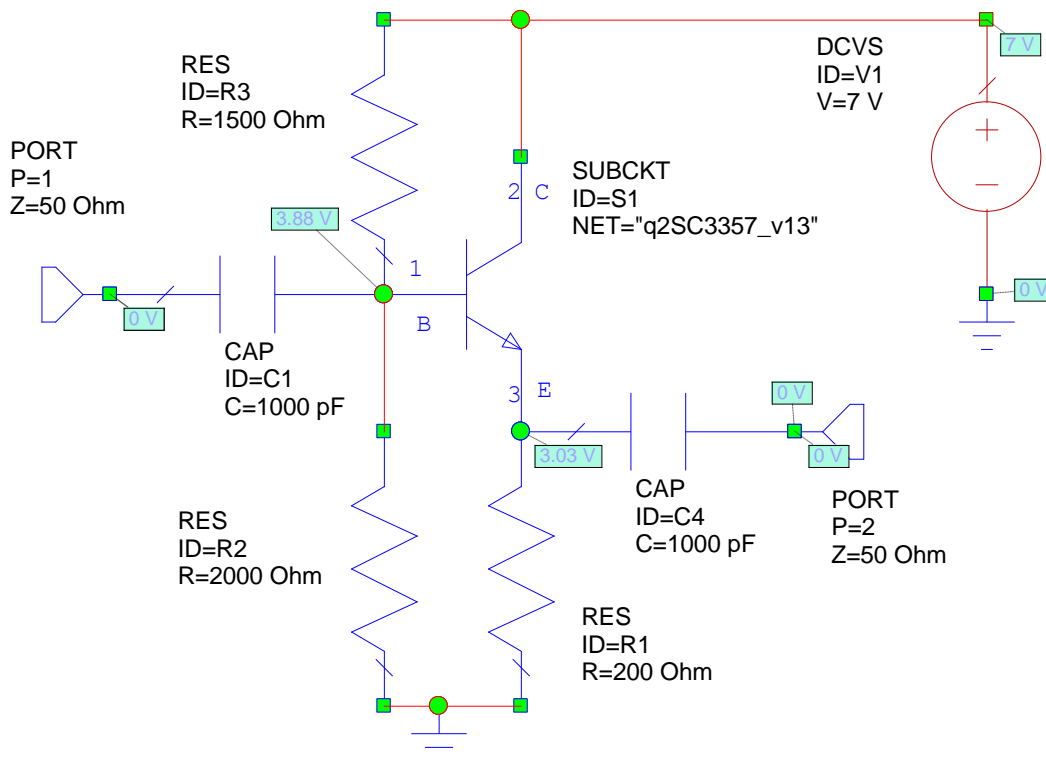 7 V
DCVS
ID=V1
V=7 V
RES
ID=R3
R=1500 Ohm
PORT
P=1
Z=50 Ohm
SUBCKT
ID=S1
NET="q2SC3357_v13"
2 C
3.88 V
1
B
0 V
0 V
CAP
ID=C1
C=1000 pF
3 E
0 V
3.03 V
0 V
CAP
ID=C4
C=1000 pF
PORT
P=2
Z=50 Ohm
RES
ID=R2
R=2000 Ohm
RES
ID=R1
R=200 Ohm